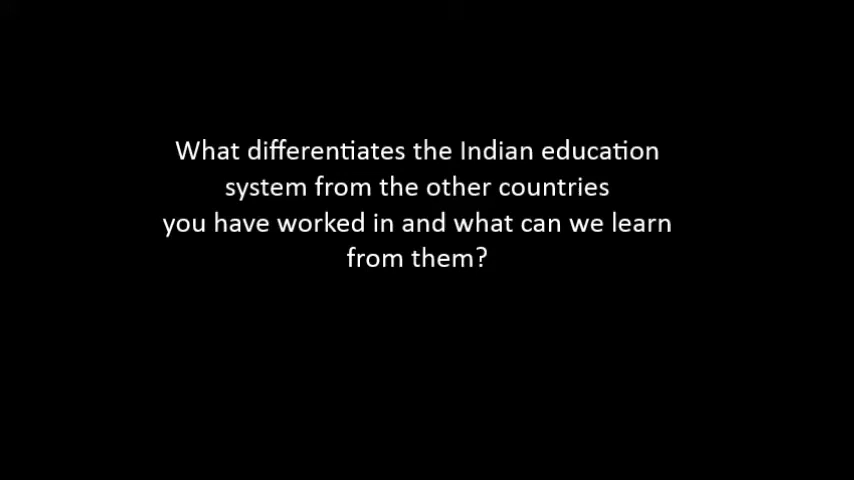 What differentiates the Indian education
system from the other countries
you have worked in and what can we learn
from them?